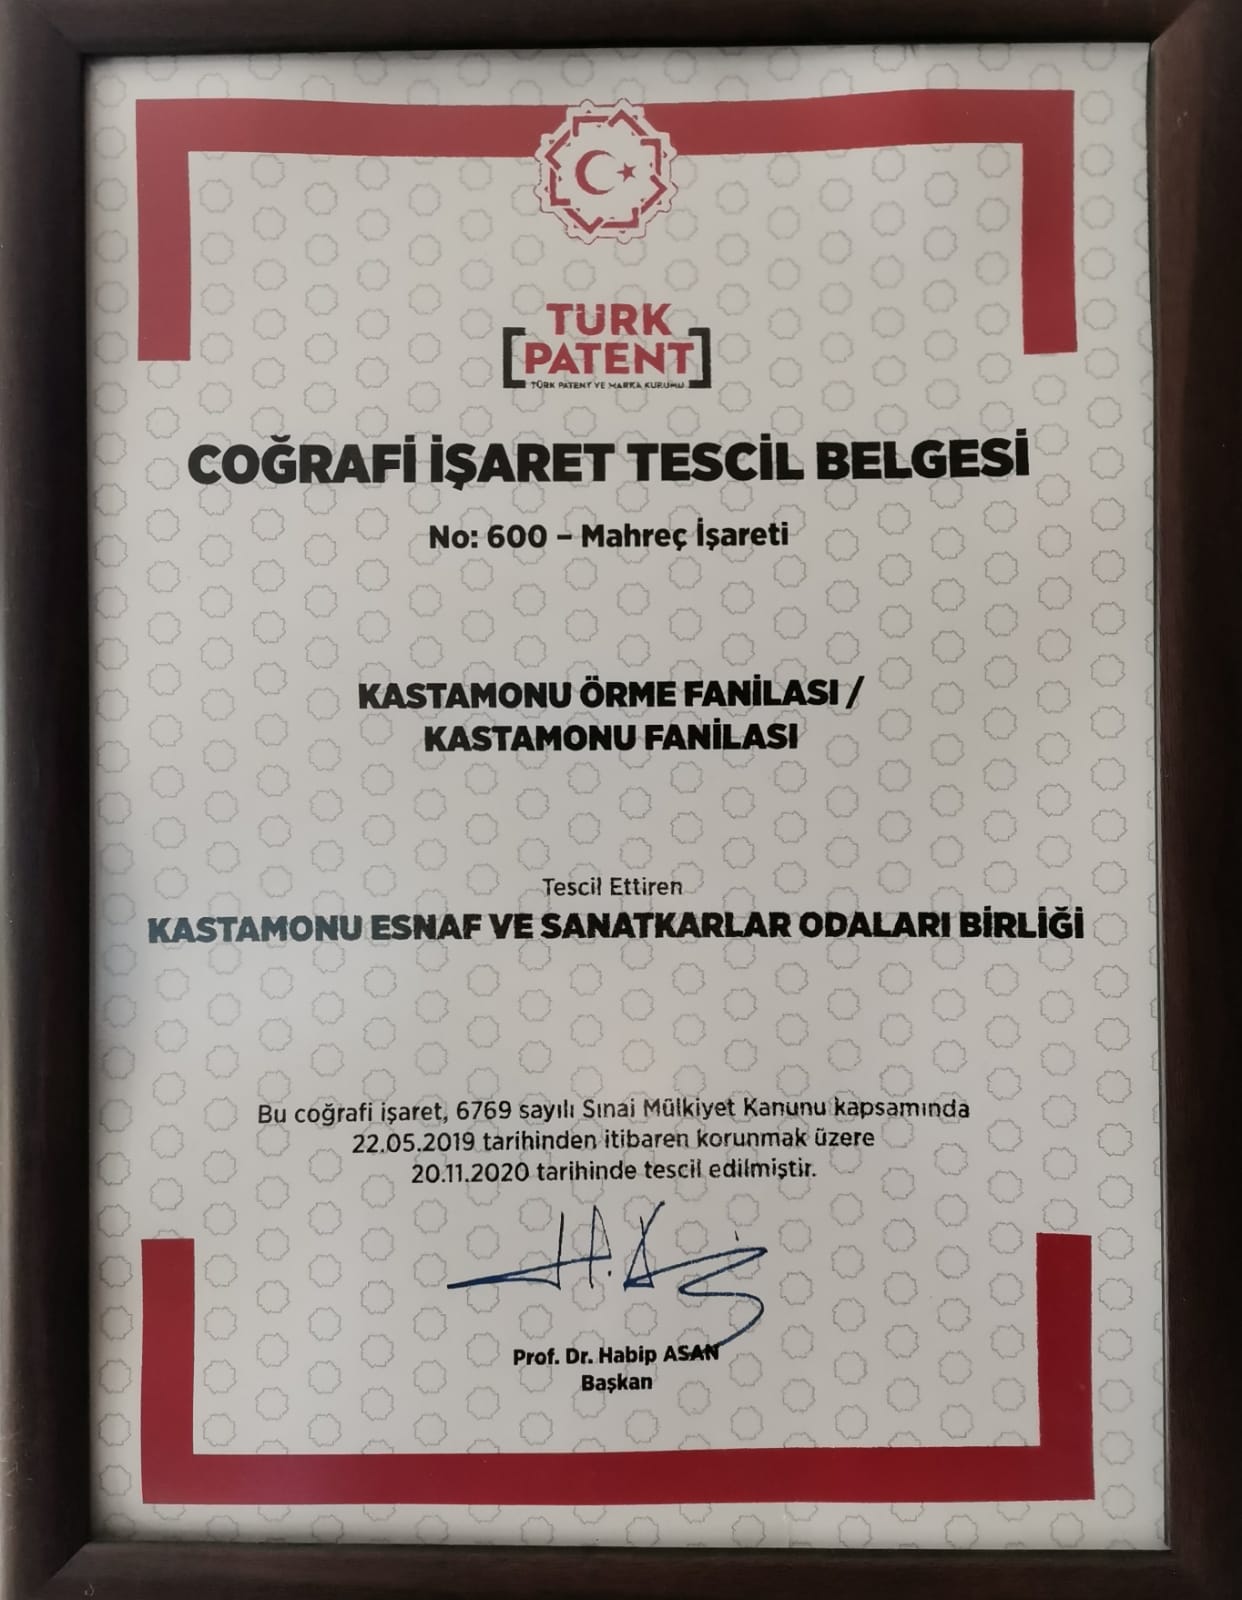 TÜRK
PATENT
TÜRK PATENT VE MARKA KURUMU
COĞRAFİ İŞARET TESCİL BELGESİ
No: 600 – Mahreç İşareti
KASTAMONU ÖRME FANİLASI /
KASTAMONU FANİLASI
Tescil Ettiren
KASTAMONU ESNAF VE SANATKARLAR ODALARI BİRLİĞİ
Bu coğrafi işaret, 6769 sayılı Sınai Mülkiyet Kanunu kapsamında
22.05.2019 tarihinden itibaren korunmak üzere
20.11.2020 tarihinde tescil edilmiştir.
Prof. Dr. Habip ASAN
Başkan